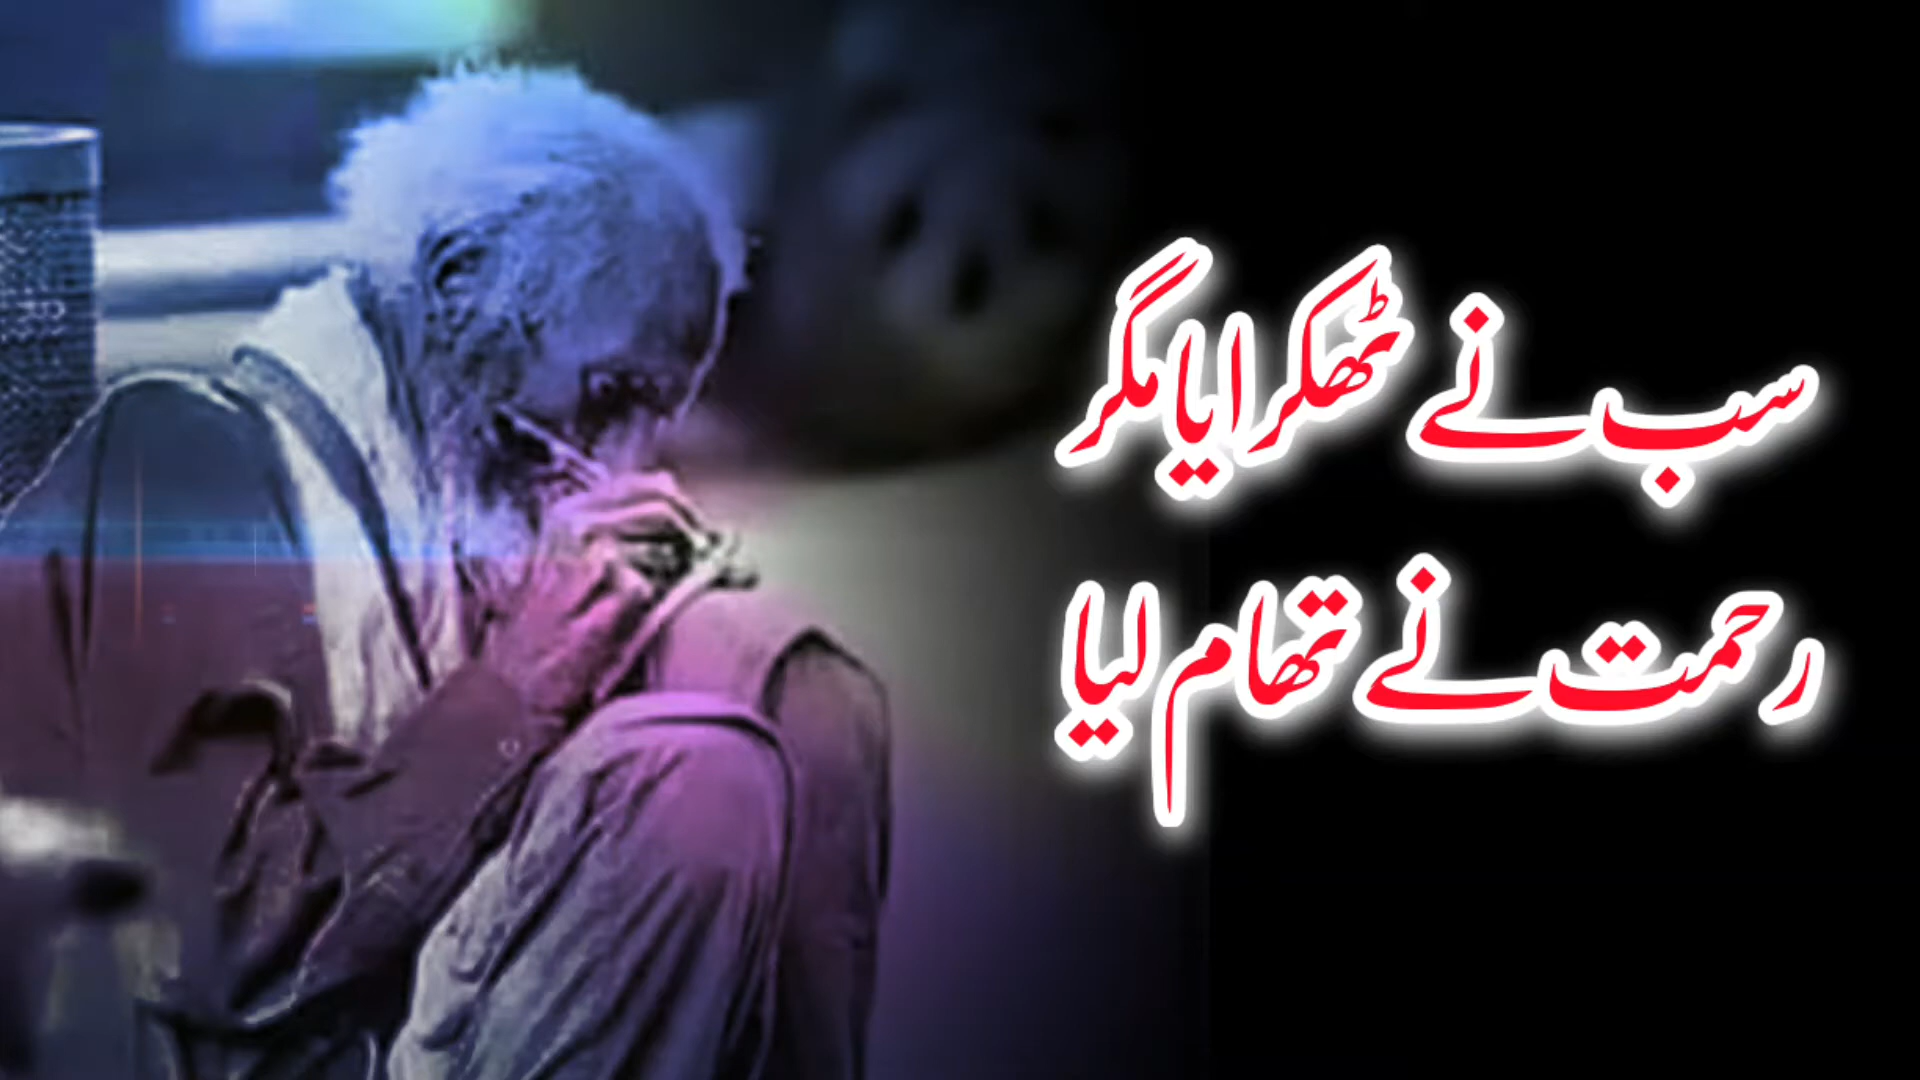 سب نے ٹھکرایا مگر
رحمت نے تھام لیا